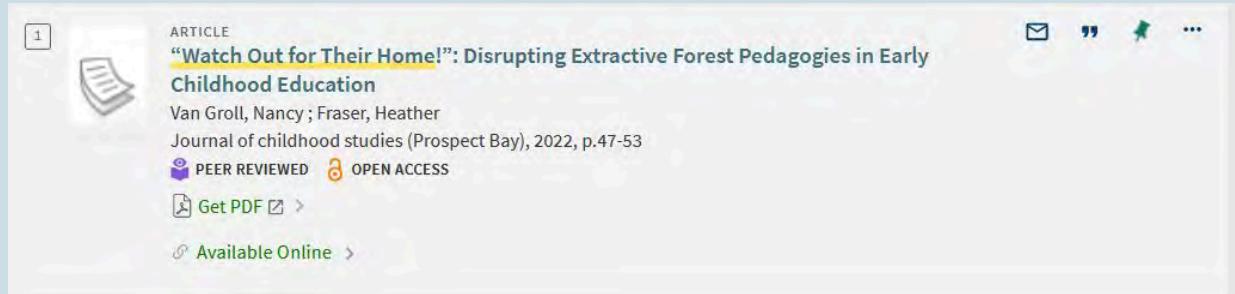 1
ARTICLE
“Watch Out for Their Home!”: Disrupting Extractive Forest Pedagogies in Early
Childhood Education
Van Groll, Nancy ; Fraser, Heather
Journal of childhood studies (Prospect Bay), 2022, p.47-53
PEER REVIEWED OPEN ACCESS
Get PDF
Available Online